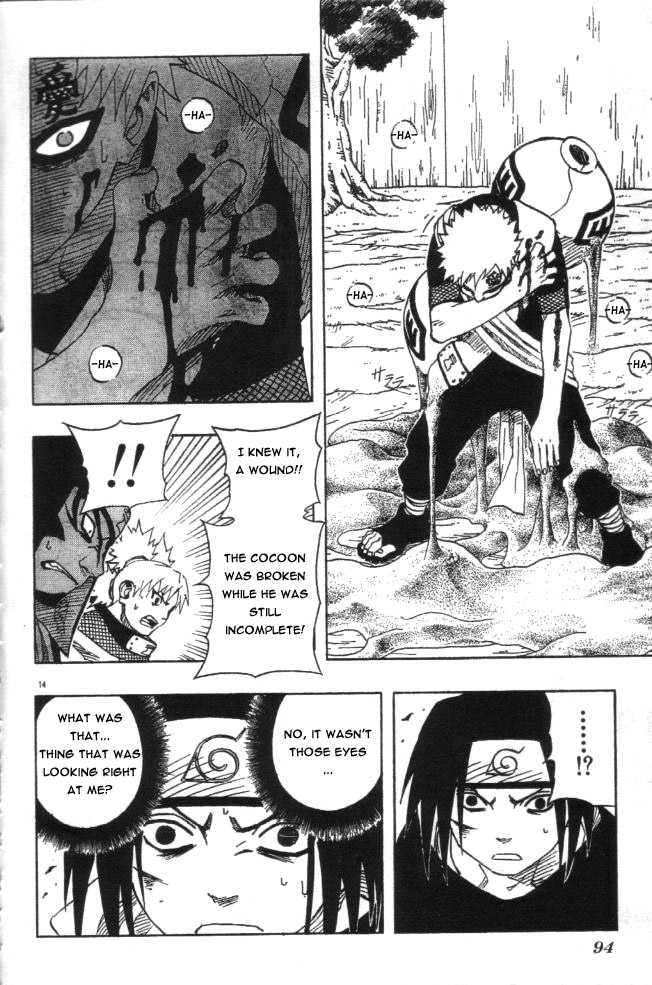 -HA-
-HA-
-HA-
-HA-
愛
-HA-
-HA-
I KNEW IT,
A WOUND!!
THE COCOON
WAS BROKEN
WHILE HE WAS
STILL
INCOMPLETE!
!!
14
......
!?
NO, IT WASN'T
THOSE EYES
...
WHAT WAS
THAT...
THING THAT WAS
LOOKING RIGHT
AT ME?
94